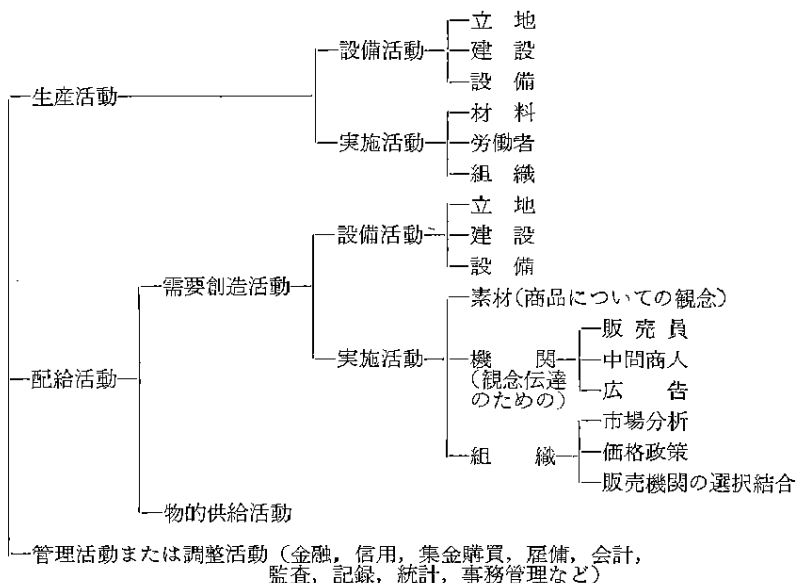 生産活動
設備活動
立地
建設
設備
実施活動
材料
労働者
組織
配給活動
需要創造活動
設備活動
立地
建設
設備
実施活動
素材(商品についての観念)
機関
(観念伝達
のための)
販売員
中間商人
広告
組織
市場分析
価格政策
販売機関の選択結合
物的供給活動
管理活動または調整活動(金融,信用,集金購買,雇傭,会計,
監査,記録,統計,事務管理など)